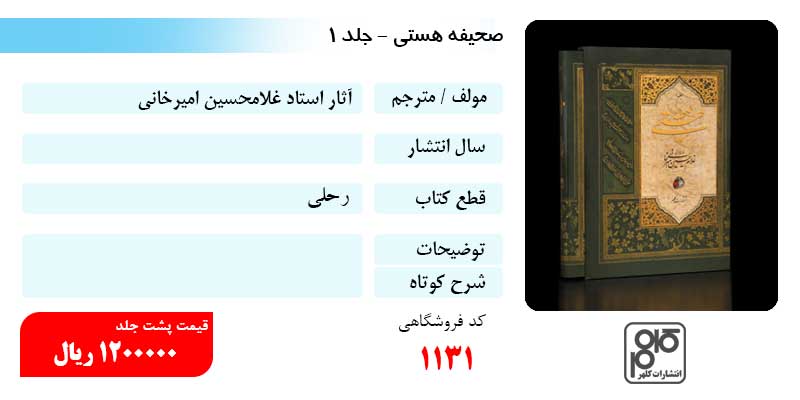 صحیفه هستی - جلد ۱
مولف / مترجم
آثار استاد غلامحسین امیرخانی
سال انتشار
قطع کتاب
رحلی
توضیحات
شرح کوتاه
کد فروشگاهی
۱۱۳۱
قیمت پشت جلد
۱۲۰۰۰۰۰ ریال
انتشارات کلهر